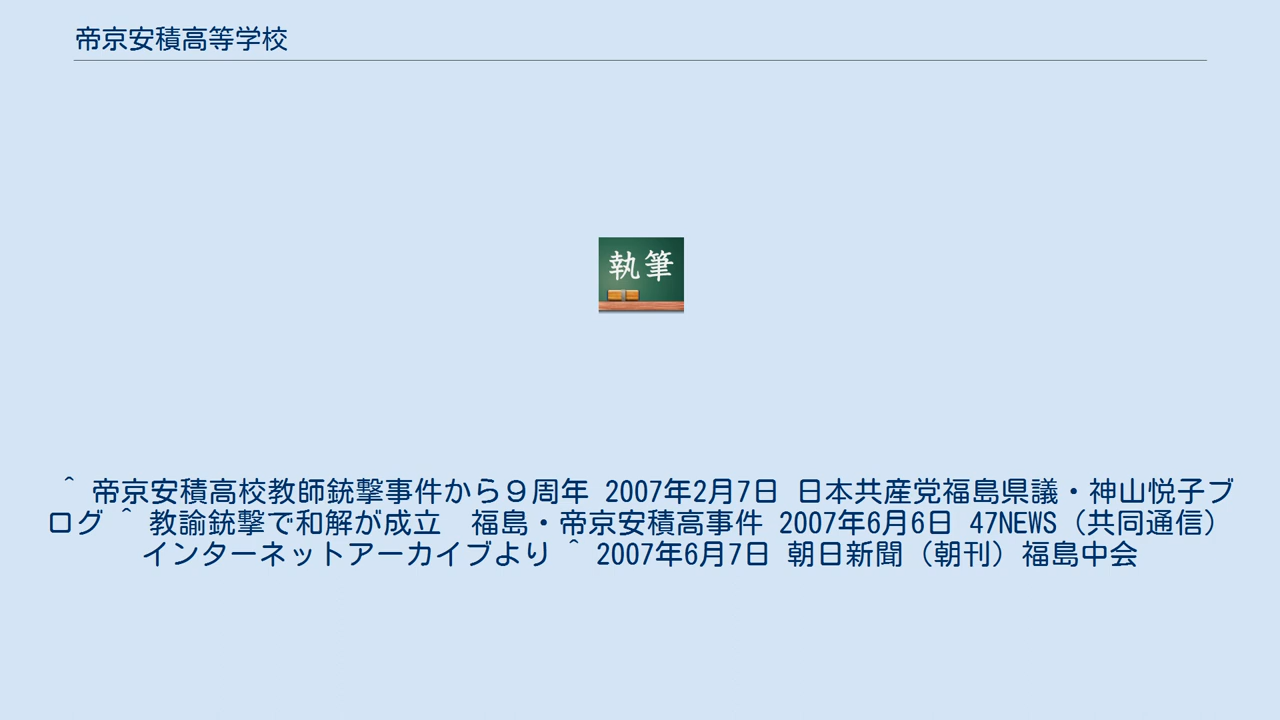 帝京安積高等学校
執筆
^ 帝京安積高校教師銃撃事件から９周年 2007年2月7日 日本共産党福島県議・神山悦子ブ
ログ ^ 教諭銃撃で和解が成立　福島・帝京安積高事件 2007年6月6日 47NEWS（共同通信）
インターネットアーカイブより ^ 2007年6月7日 朝日新聞（朝刊）福島中会